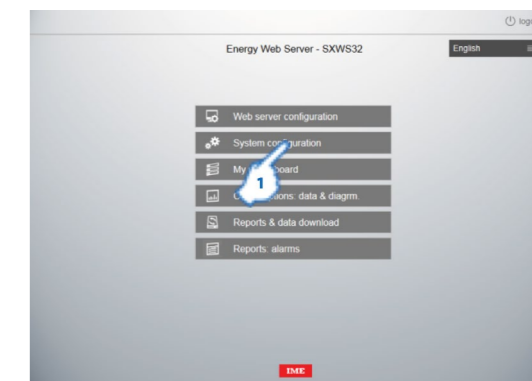 Energy Web Server - SXWS32
English
Web server configuration
System configuration
My
1
data & diagrm.
Reports & data download
Reports: alarms
IME